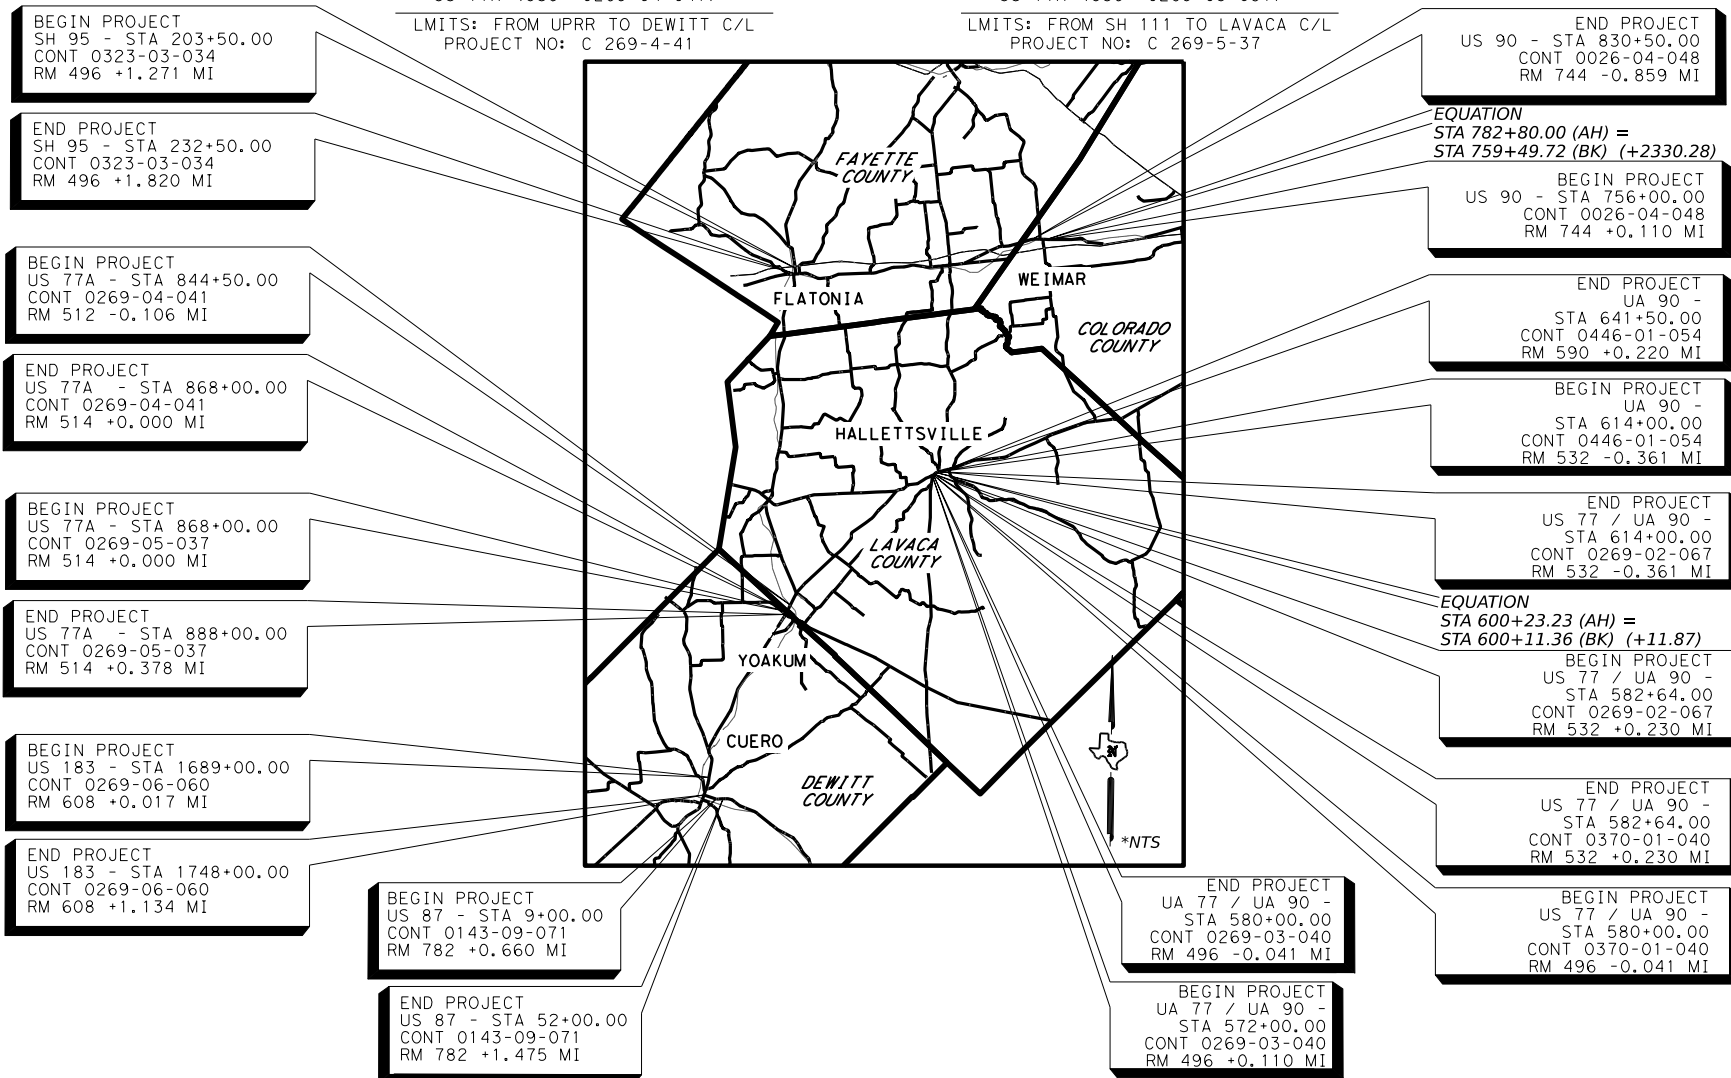 LMITS: FROM UPRR TO DEWITT C/L
PROJECT NO: C 269-4-41
LMITS: FROM SH 111 TO LAVACA C/L
PROJECT NO: C 269-5-37
BEGIN PROJECT
SH 95 - STA 203+50.00
CONT 0323-03-034
RM 496 +1.271 MI
END PROJECT
SH 95 - STA 232+50.00
CONT 0323-03-034
RM 496 +1.820 MI
BEGIN PROJECT
US 77A - STA 844+50.00
CONT 0269-04-041
RM 512 -0.106 MI
END PROJECT
US 77A - STA 868+00.00
CONT 0269-04-041
RM 514 +0.000 MI
BEGIN PROJECT
US 77A - STA 868+00.00
CONT 0269-05-037
RM 514 +0.000 MI
END PROJECT
US 77A - STA 888+00.00
CONT 0269-05-037
RM 514 +0.378 MI
BEGIN PROJECT
US 183 - STA 1689+00.00
CONT 0269-06-060
RM 608 +0.017 MI
END PROJECT
US 183 - STA 1748+00.00
CONT 0269-06-060
RM 608 +1.134 MI
BEGIN PROJECT
US 87 - STA 9+00.00
CONT 0143-09-071
RM 782 +0.660 MI
END PROJECT
US 87 - STA 52+00.00
CONT 0143-09-071
RM 782 +1.475 MI
FAYETTE
COUNTY
FLATONIA
WEIMAR
COLORADO
COUNTY
HALLETTSVILLE
LAVACA
COUNTY
YOAKUM
CUERO
DEWITT
COUNTY
N
*NTS
END PROJECT
US 90 - STA 830+50.00
CONT 0026-04-048
RM 744 -0.859 MI
EQUATION
STA 782+80.00 (AH) =
STA 759+49.72 (BK) (+2330.28)
BEGIN PROJECT
US 90 - STA 756+00.00
CONT 0026-04-048
RM 744 +0.110 MI
END PROJECT
UA 90 -
STA 641+50.00
CONT 0446-01-054
RM 590 +0.220 MI
BEGIN PROJECT
UA 90 -
STA 614+00.00
CONT 0446-01-054
RM 532 -0.361 MI
END PROJECT
US 77 / UA 90 -
STA 614+00.00
CONT 0269-02-067
RM 532 -0.361 MI
EQUATION
STA 600+23.23 (AH) =
STA 600+11.36 (BK) (+11.87)
BEGIN PROJECT
US 77 / UA 90 -
STA 582+64.00
CONT 0269-02-067
RM 532 +0.230 MI
END PROJECT
US 77 / UA 90 -
STA 582+64.00
CONT 0370-01-040
RM 532 +0.230 MI
BEGIN PROJECT
US 77 / UA 90 -
STA 580+00.00
CONT 0370-01-040
RM 496 -0.041 MI
END PROJECT
UA 77 / UA 90 -
STA 580+00.00
CONT 0269-03-040
RM 496 -0.041 MI
BEGIN PROJECT
UA 77 / UA 90 -
STA 572+00.00
CONT 0269-03-040
RM 496 +0.110 MI